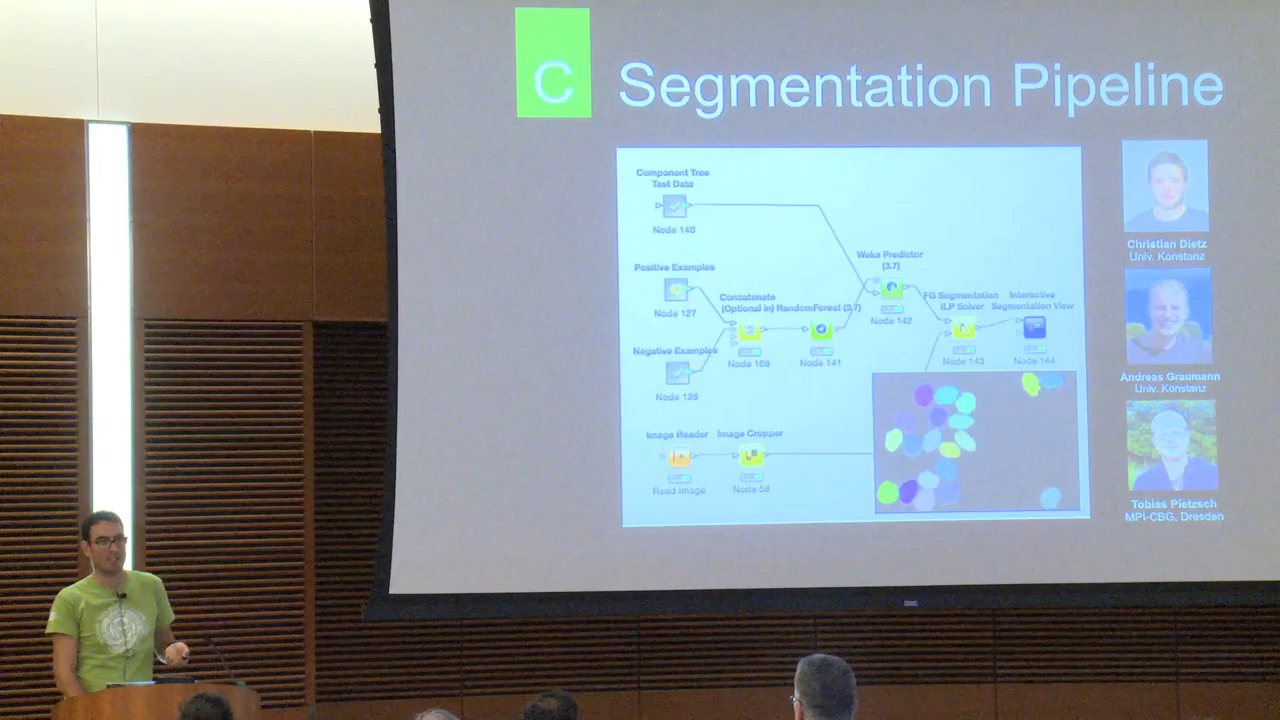 C
Segmentation Pipeline
Component Tree
Test Data
Node 140
Positive Examples
Node 127
Negative Examples
Node 128
Concatenate
(Optional in)
Node 168
RandomForest (3.7)
Node 141
Weka Predictor
(3.7)
Node 142
FG Segmentation
ILP Solver
Node 143
Interactive
Segmentation View
Node 144
Image Reader
Read Image
Image Cropper
Node 58
Christian Dietz
Univ. Konstanz
Andreas Graumann
Univ. Konstanz
Tobias Pietzsch
MPI-CBG, Dresden